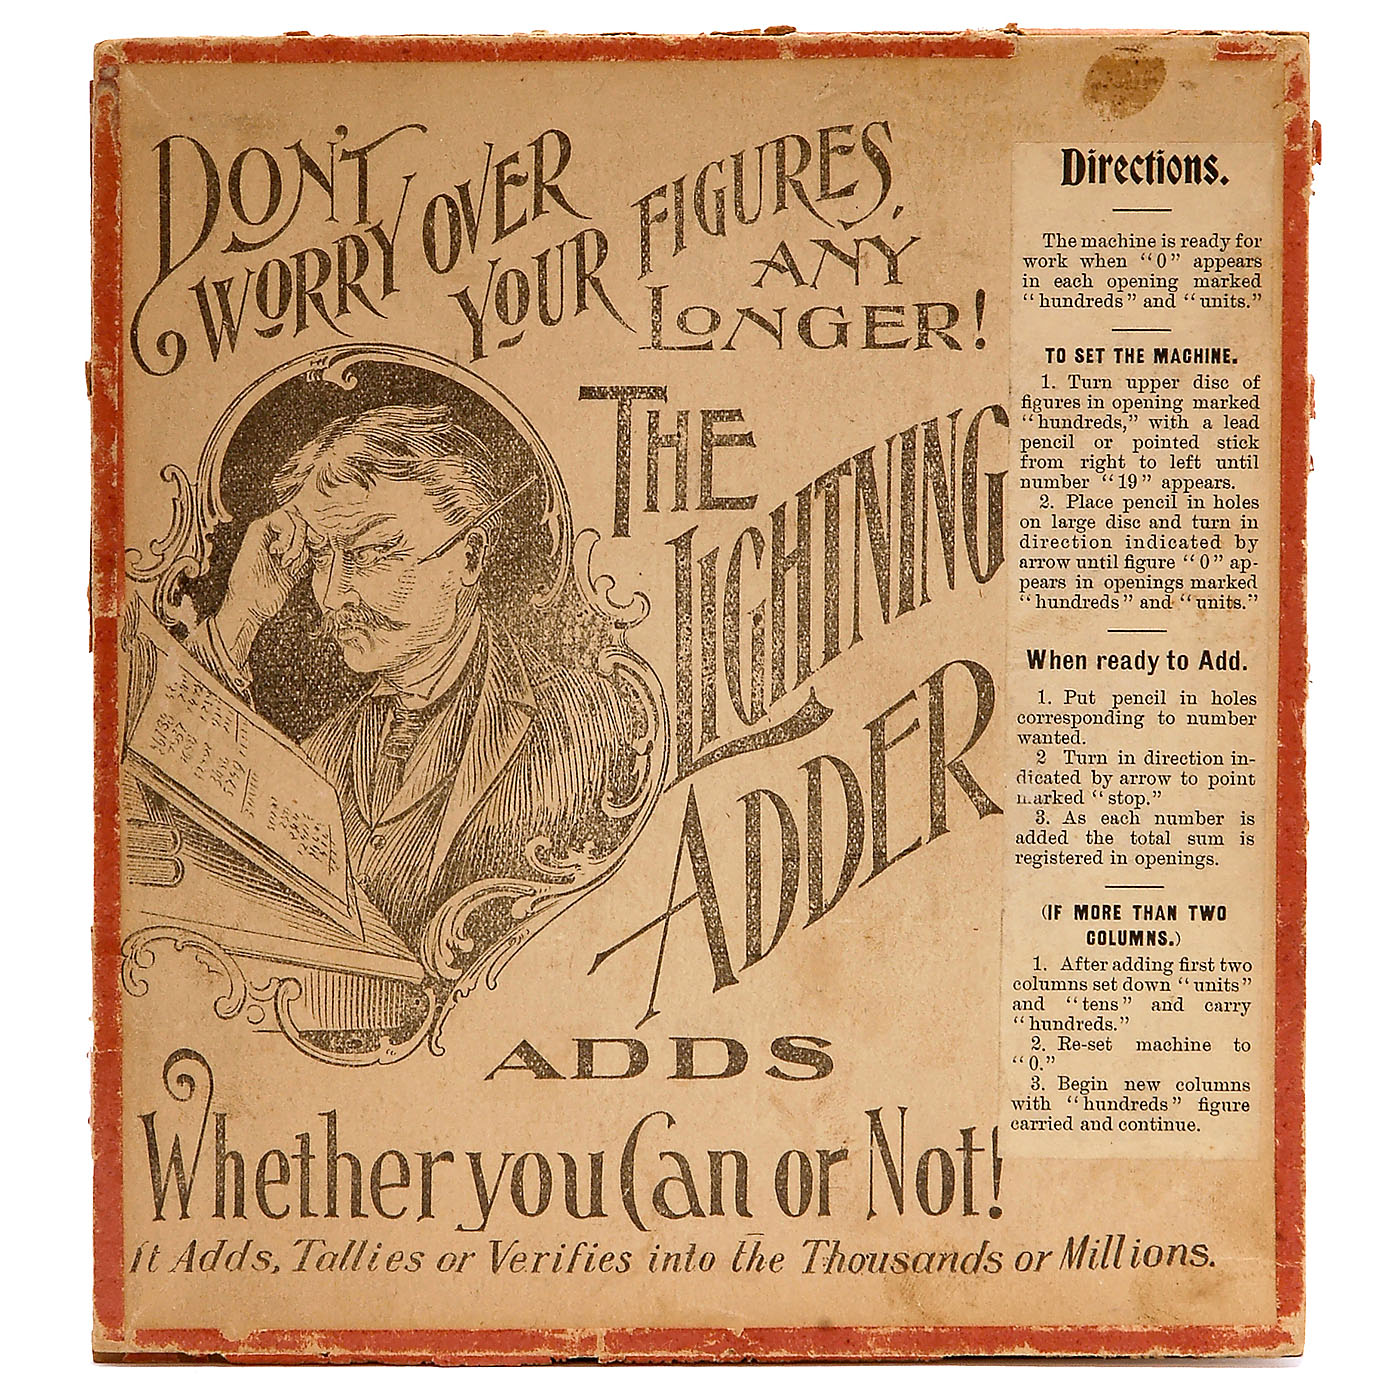 DON'T
WORRY OVER
YOUR FIGURES,
ANY
LONGER!
THE
LIGHTNING
ADDER
ADDS
Whether you Can or Not!
It Adds, Tallies or Verifies into the Thousands or Millions.
Directions.
The machine is ready for
work when "0" appears
in each opening marked
"hundreds" and "units."
TO SET THE MACHINE.
1. Turn upper disc of
figures in opening marked
"hundreds," with a lead
pencil or pointed stick
from right to left until
number "19" appears.
2. Place pencil in holes
on large disc and turn in
direction indicated by
arrow until figure "0" ap-
pears in openings marked
"hundreds" and "units."
When ready to Add.
1. Put pencil in holes
corresponding to number
wanted.
2 Turn in direction in-
dicated by arrow to point
marked "stop."
3. As each number is
added the total sum is
registered in openings.
(IF MORE THAN TWO
COLUMNS.)
1. After adding first two
columns set down "units"
and "tens" and carry
"hundreds."
2. Re-set machine to
"0."
3. Begin new columns
with "hundreds" figure
carried and continue.